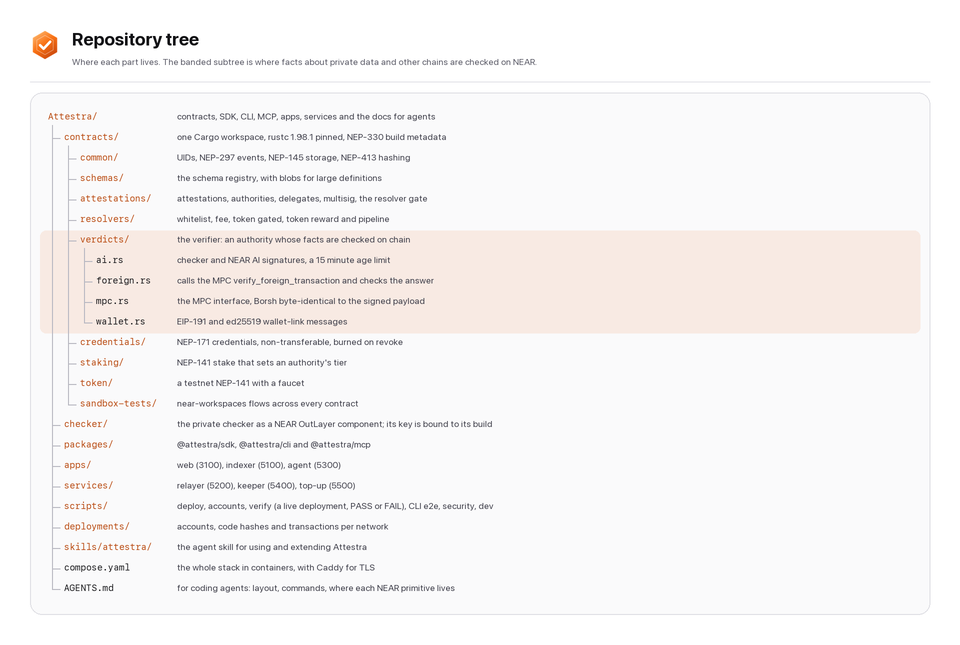 Repository tree
Where each part lives. The banded subtree is where facts about private data and other chains are checked on NEAR.
Attestra/ contracts, SDK, CLI, MCP, apps, services and the docs for agents
contracts/ one Cargo workspace, rustc 1.98.1 pinned, NEP-330 build metadata
common/ UIDs, NEP-297 events, NEP-145 storage, NEP-413 hashing
schemas/ the schema registry, with blobs for large definitions
attestations/ attestations, authorities, delegates, multisig, the resolver gate
resolvers/ whitelist, fee, token gated, token reward and pipeline
verdicts/ the verifier: an authority whose facts are checked on chain
ai.rs checker and NEAR AI signatures, a 15 minute age limit
foreign.rs calls the MPC verify_foreign_transaction and checks the answer
mpc.rs the MPC interface, Borsh byte-identical to the signed payload
wallet.rs EIP-191 and ed25519 wallet-link messages
credentials/ NEP-171 credentials, non-transferable, burned on revoke
staking/ NEP-141 stake that sets an authority's tier
token/ a testnet NEP-141 with a faucet
sandbox-tests/ near-workspaces flows across every contract
checker/ the private checker as a NEAR OutLayer component; its key is bound to its build
packages/ @attestra/sdk, @attestra/cli and @attestra/mcp
apps/ web (3100), indexer (5100), agent (5300)
services/ relayer (5200), keeper (5400), top-up (5500)
scripts/ deploy, accounts, verify (a live deployment, PASS or FAIL), CLI e2e, security, dev
deployments/ accounts, code hashes and transactions per network
skills/attestra/ the agent skill for using and extending Attestra
compose.yaml the whole stack in containers, with Caddy for TLS
AGENTS.md for coding agents: layout, commands, where each NEAR primitive lives